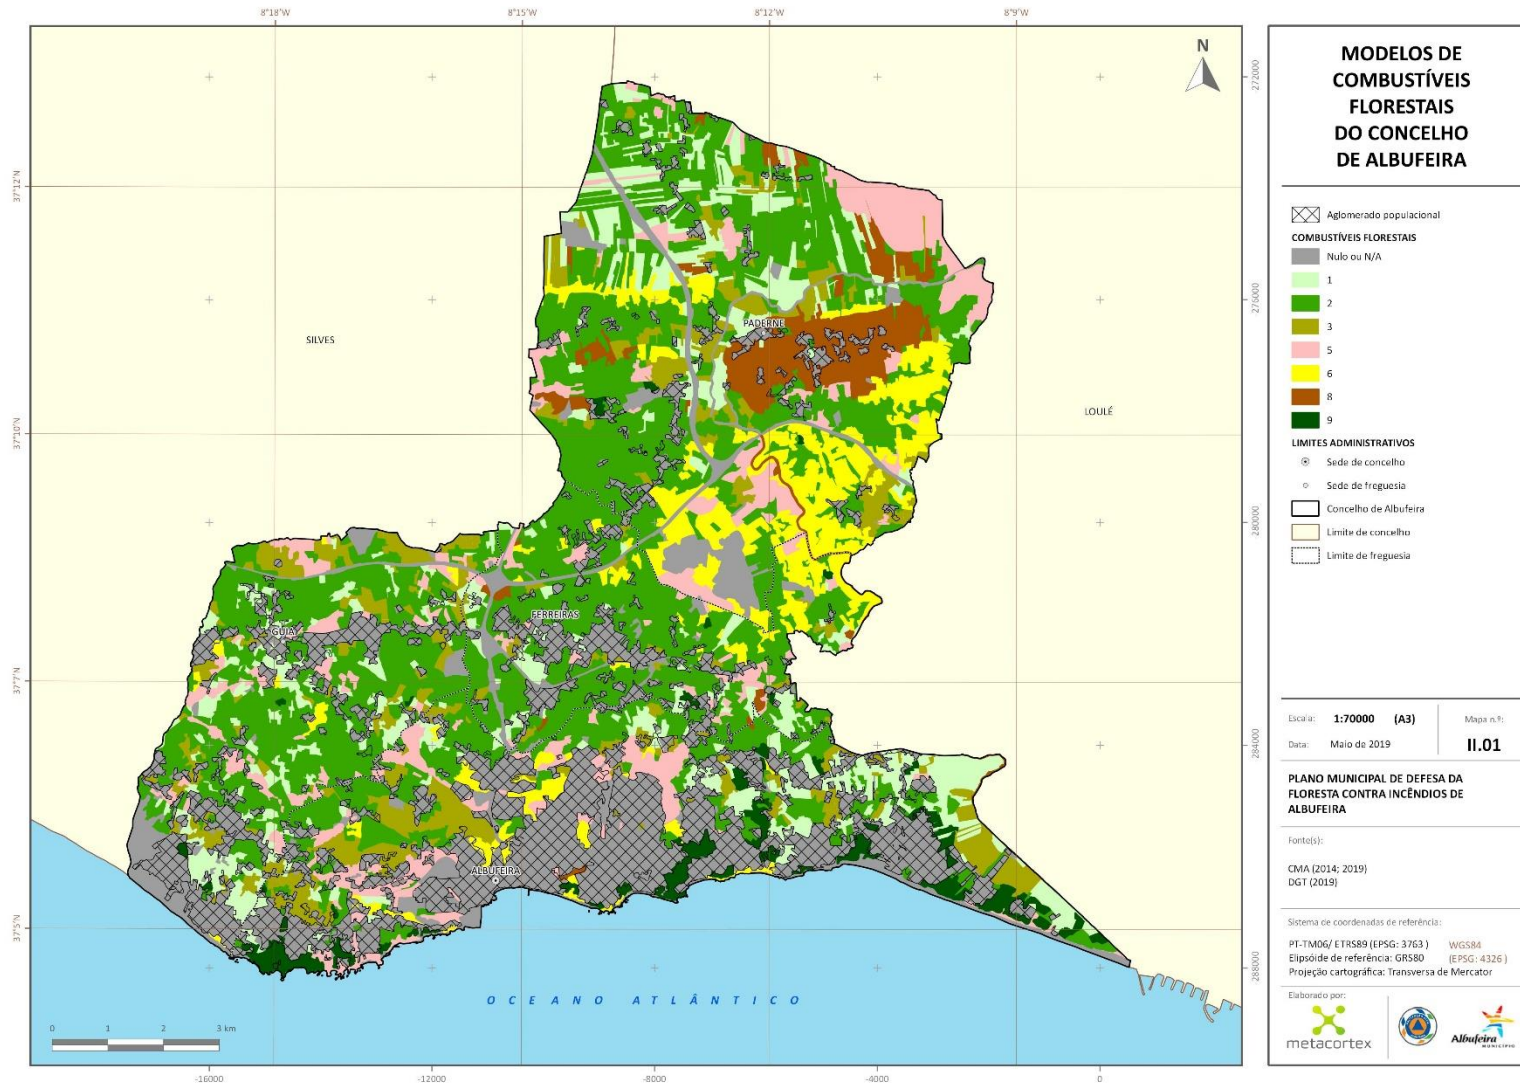 8°18'W
8°15'W
8°12'W
8°9'W
N
37°12'N
37°10'N
37°7'N
37°5'N
272000
276000
280000
284000
288000
SILVES
PADERNE
LOULÉ
FERREIRAS
GUIA
ALBUFEIRA
OCEANO ATLÂNTICO
0 1 2 3 km
-16000
-12000
-8000
-4000
0
MODELOS DE
COMBUSTÍVEIS
FLORESTAIS
DO CONCELHO
DE ALBUFEIRA
Aglomerado populacional
COMBUSTÍVEIS FLORESTAIS
Nulo ou N/A
1
2
3
5
6
8
9
LIMITES ADMINISTRATIVOS
Sede de concelho
Sede de freguesia
Concelho de Albufeira
Limite de concelho
Limite de freguesia
Escala: 1:70000 (A3)
Mapa n.º:
Data: Maio de 2019
II.01
PLANO MUNICIPAL DE DEFESA DA
FLORESTA CONTRA INCÊNDIOS DE
ALBUFEIRA
Fonte(s):
CMA (2014; 2019)
DGT (2019)
Sistema de coordenadas de referência:
PT-TM06/ ETRS89 (EPSG: 3763 ) WGS84
Elipsóide de referência: GRS80 (EPSG: 4326 )
Projeção cartográfica: Transversa de Mercator
Elaborado por:
metacortex
Albufeira
MUNICÍPIO